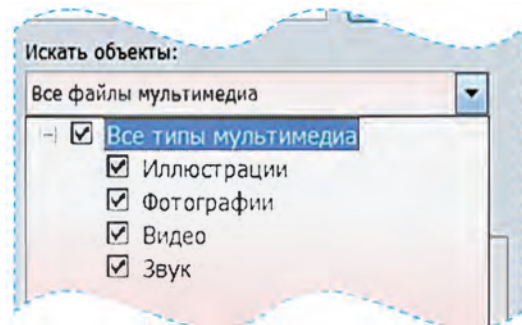 Искать объекты:
Все файлы мультимедиа
Все типы мультимедиа
Иллюстрации
Фотографии
Видео
Звук